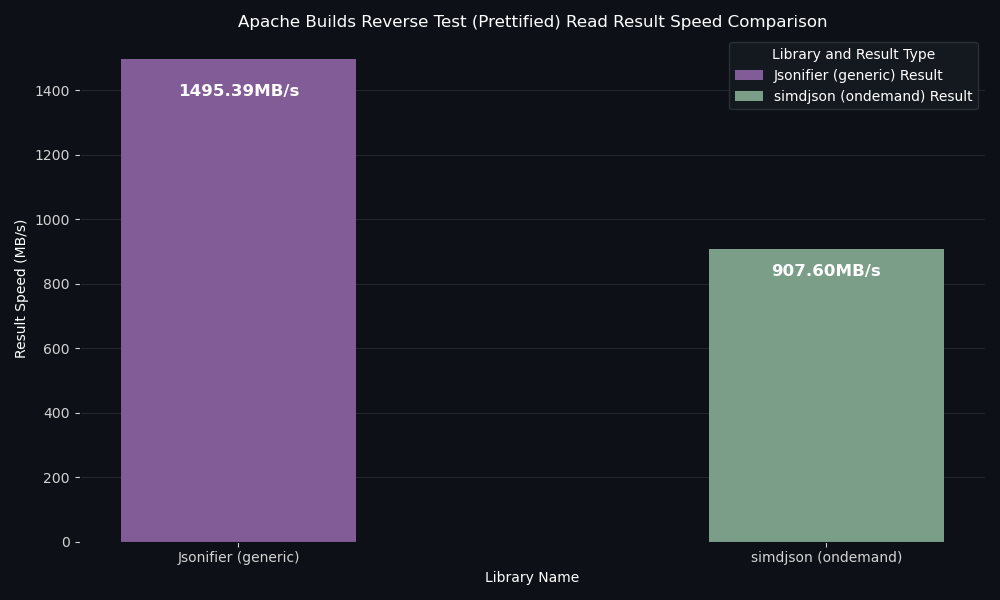 Apache Builds Reverse Test (Prettified) Read Result Speed Comparison
Library and Result Type
Jsonifier (generic) Result
simdjson (ondemand) Result
1495.39MB/s
907.60MB/s
Result Speed (MB/s)
1400
1200
1000
800
600
400
200
0
Jsonifier (generic)
simdjson (ondemand)
Library Name